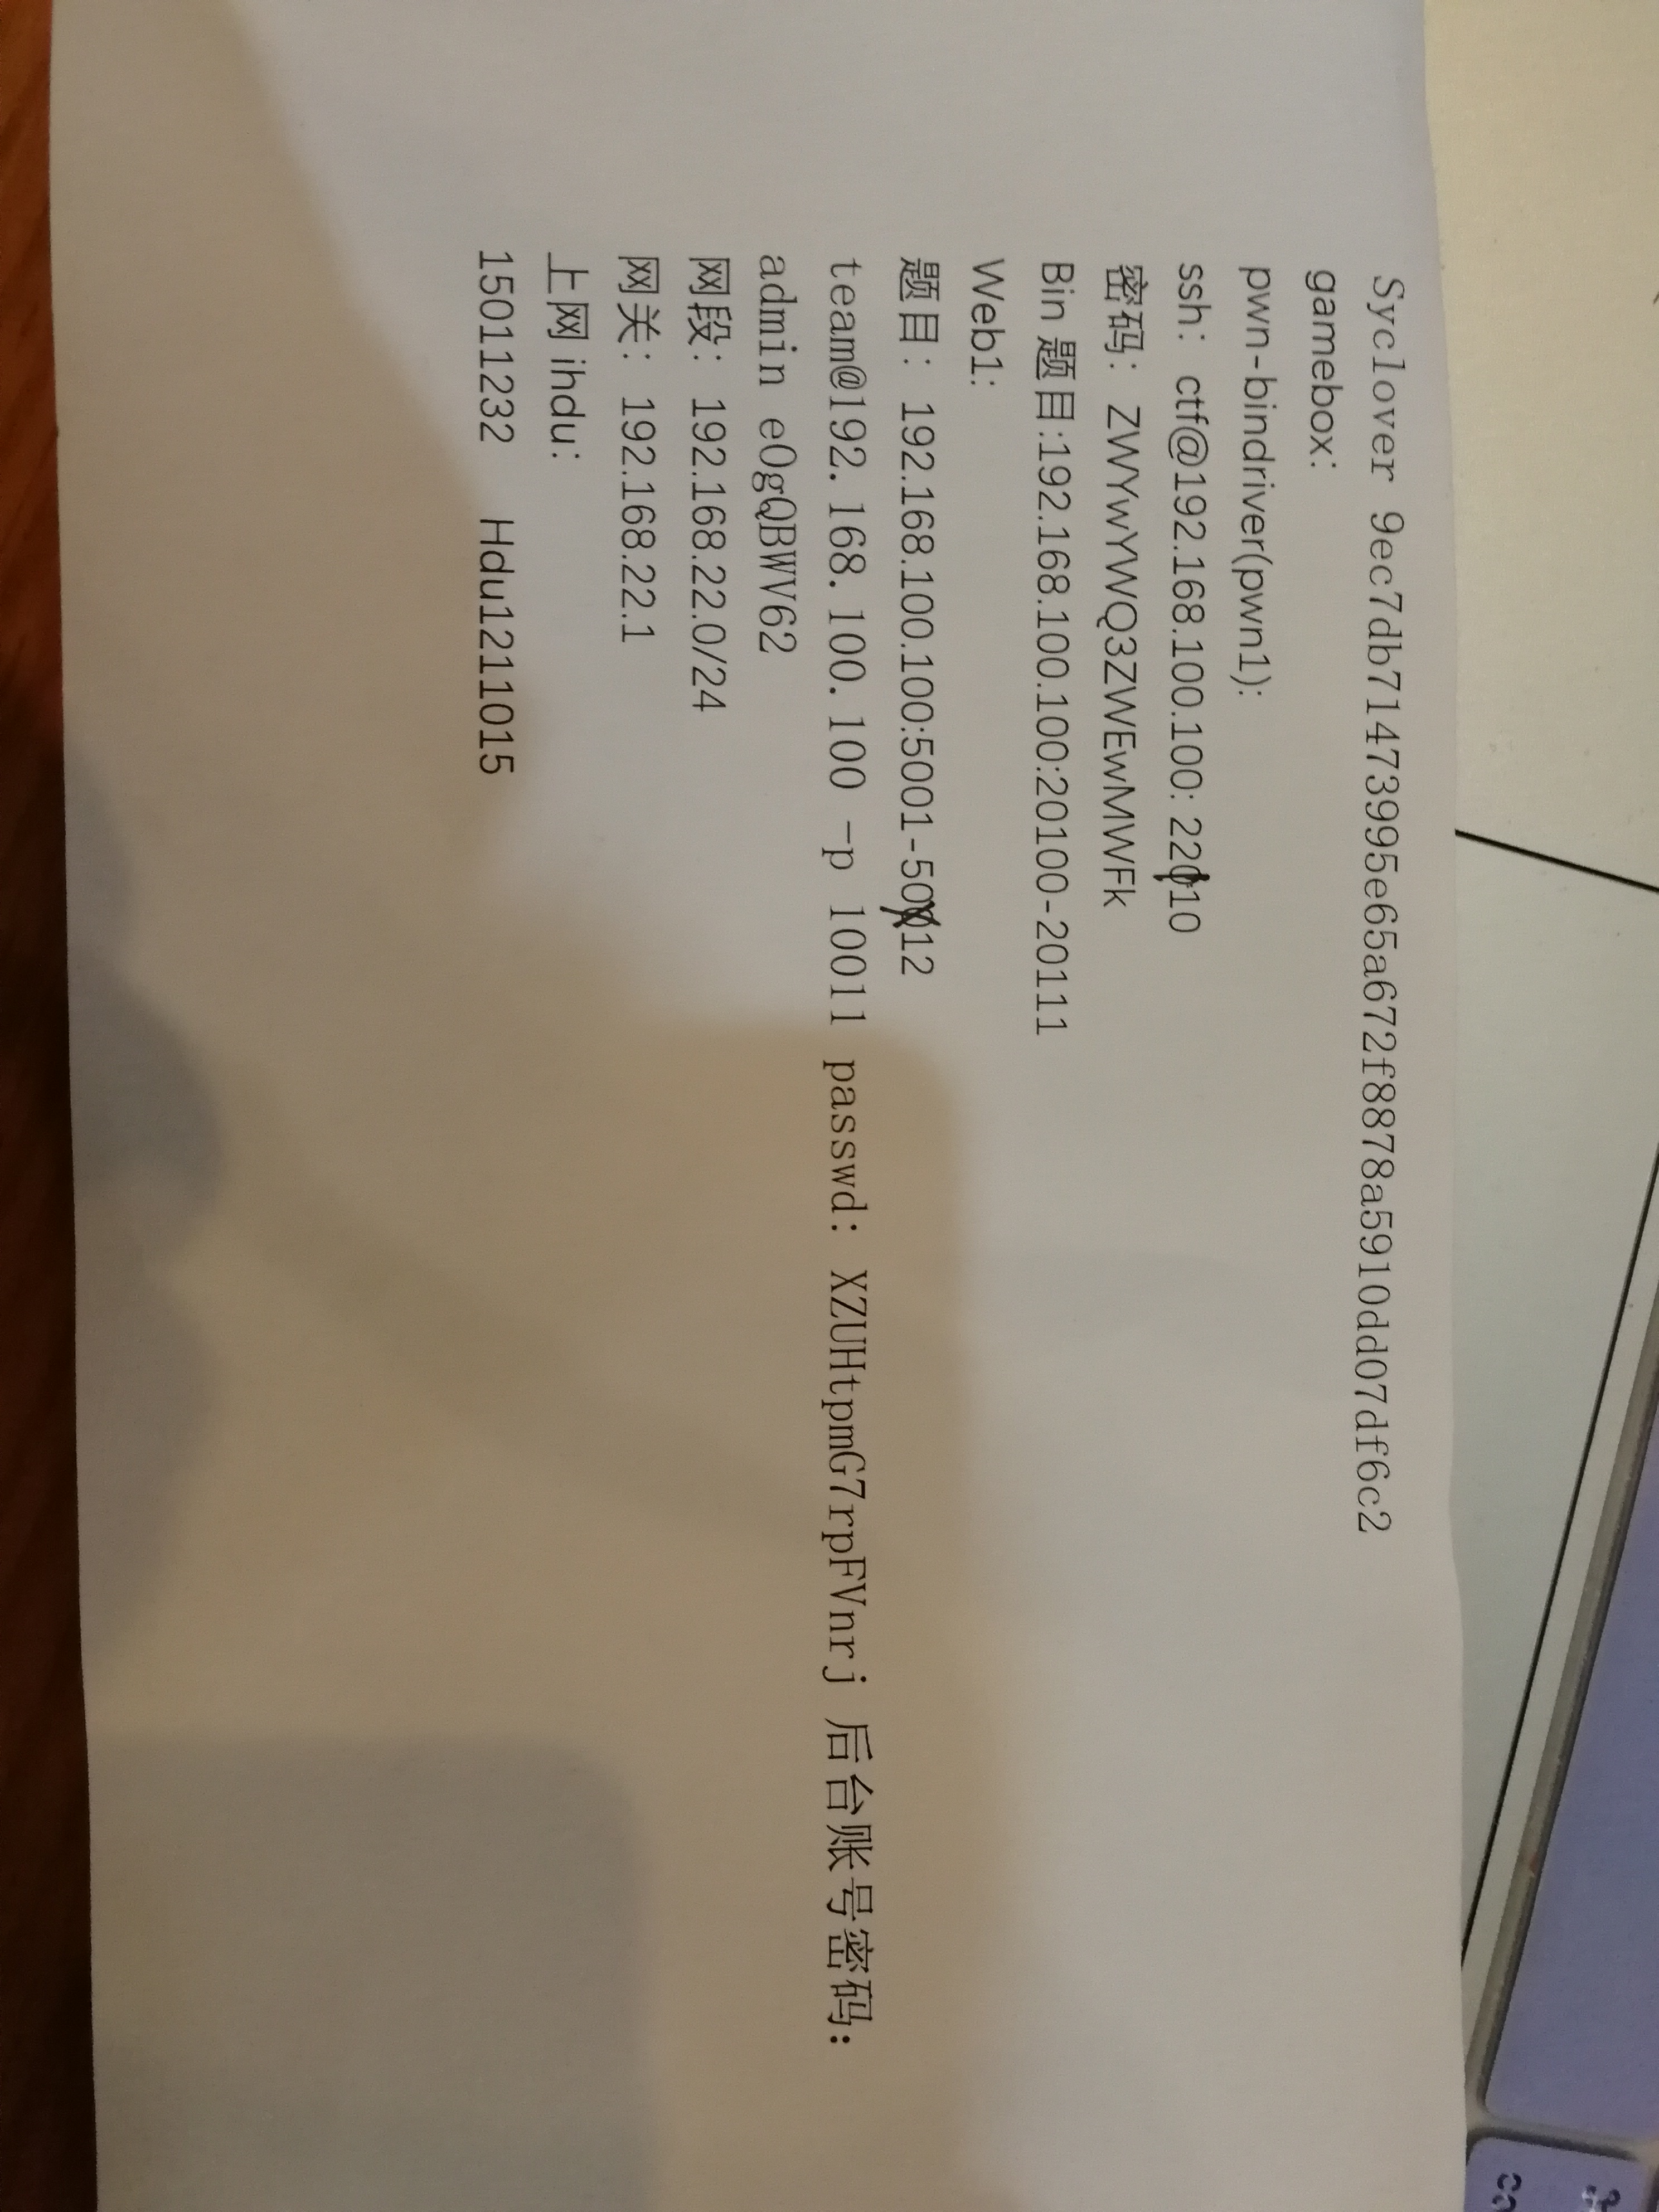 Syclover 9ec7db71473995e65a672f8878a5910dd07df6c2
gamebox:
pwn-bindriver(pwn1):
ssh： ctf@192.168.100.100: 22010
密码： ZWYwYWQ3ZWEwMWFk
Bin 题目:192.168.100.100:20100-20111
Web1:
题目： 192.168.100.100:5001-50012
team@192.168.100.100 -p 10011 passwd: XZUHtpmG7rpFVnrj 后台账号密码：
admin eOgQBWV62
网段： 192.168.22.0/24
网关： 192.168.22.1
上网 ihdu：
15011232 Hdu1211015